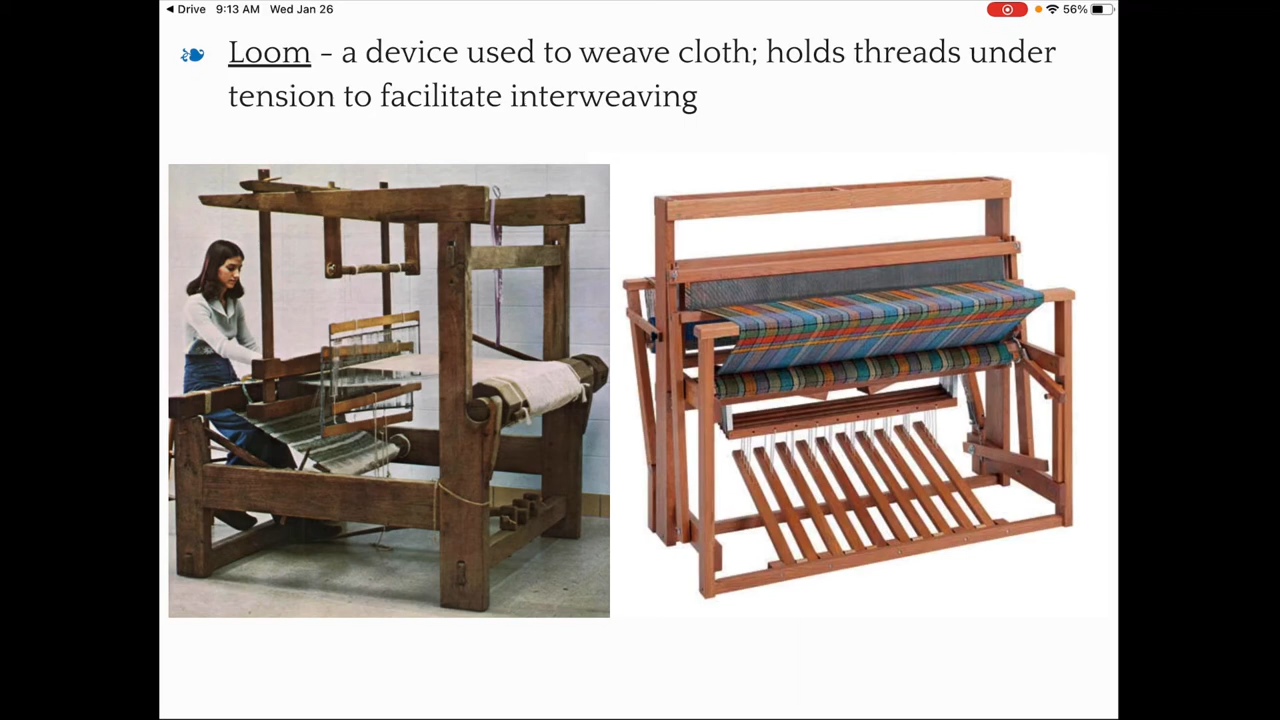 Drive 9:13 AM Wed Jan 26 56%
Loom - a device used to weave cloth; holds threads under
tension to facilitate interweaving